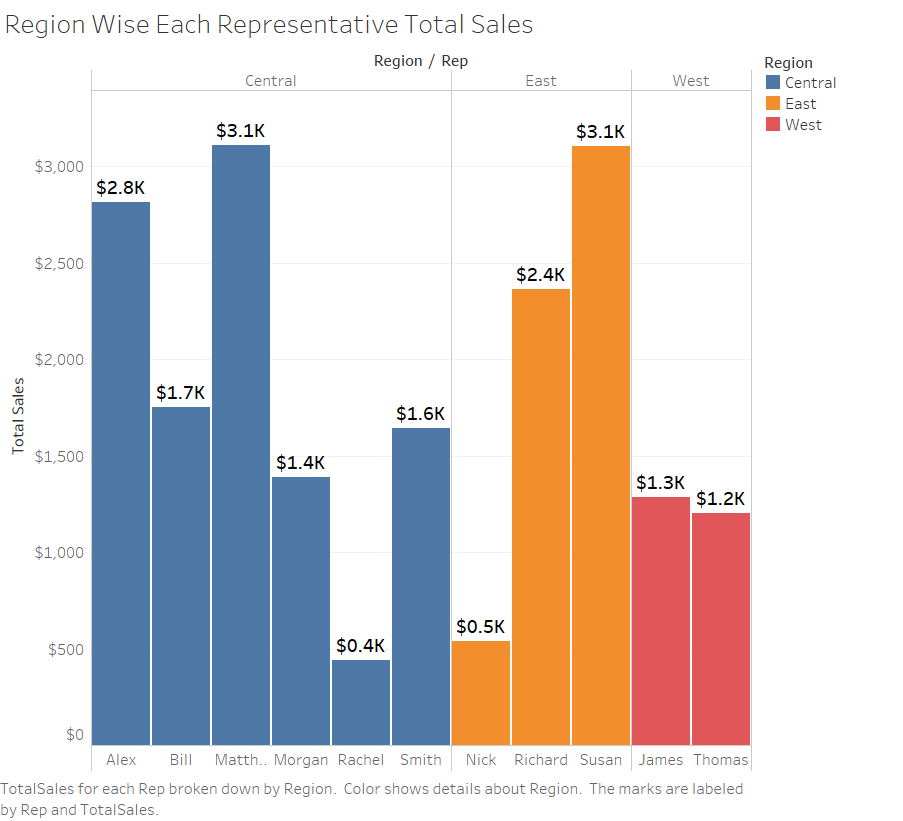 Region Wise Each Representative Total Sales
Region / Rep
Region
Central East West
Central
East
West
$3.1K $3.1K
$3,000
$2.8K
$2,500
$2.4K
$2,000
$1.7K
$1.6K
$1,500
$1.4K
$1.3K
$1.2K
$1,000
$0.5K
$500
$0.4K
$0
Total Sales
Alex Bill Matth.. Morgan Rachel Smith Nick Richard Susan James Thomas
TotalSales for each Rep broken down by Region.  Color shows details about Region.  The marks are labeled
by Rep and TotalSales.